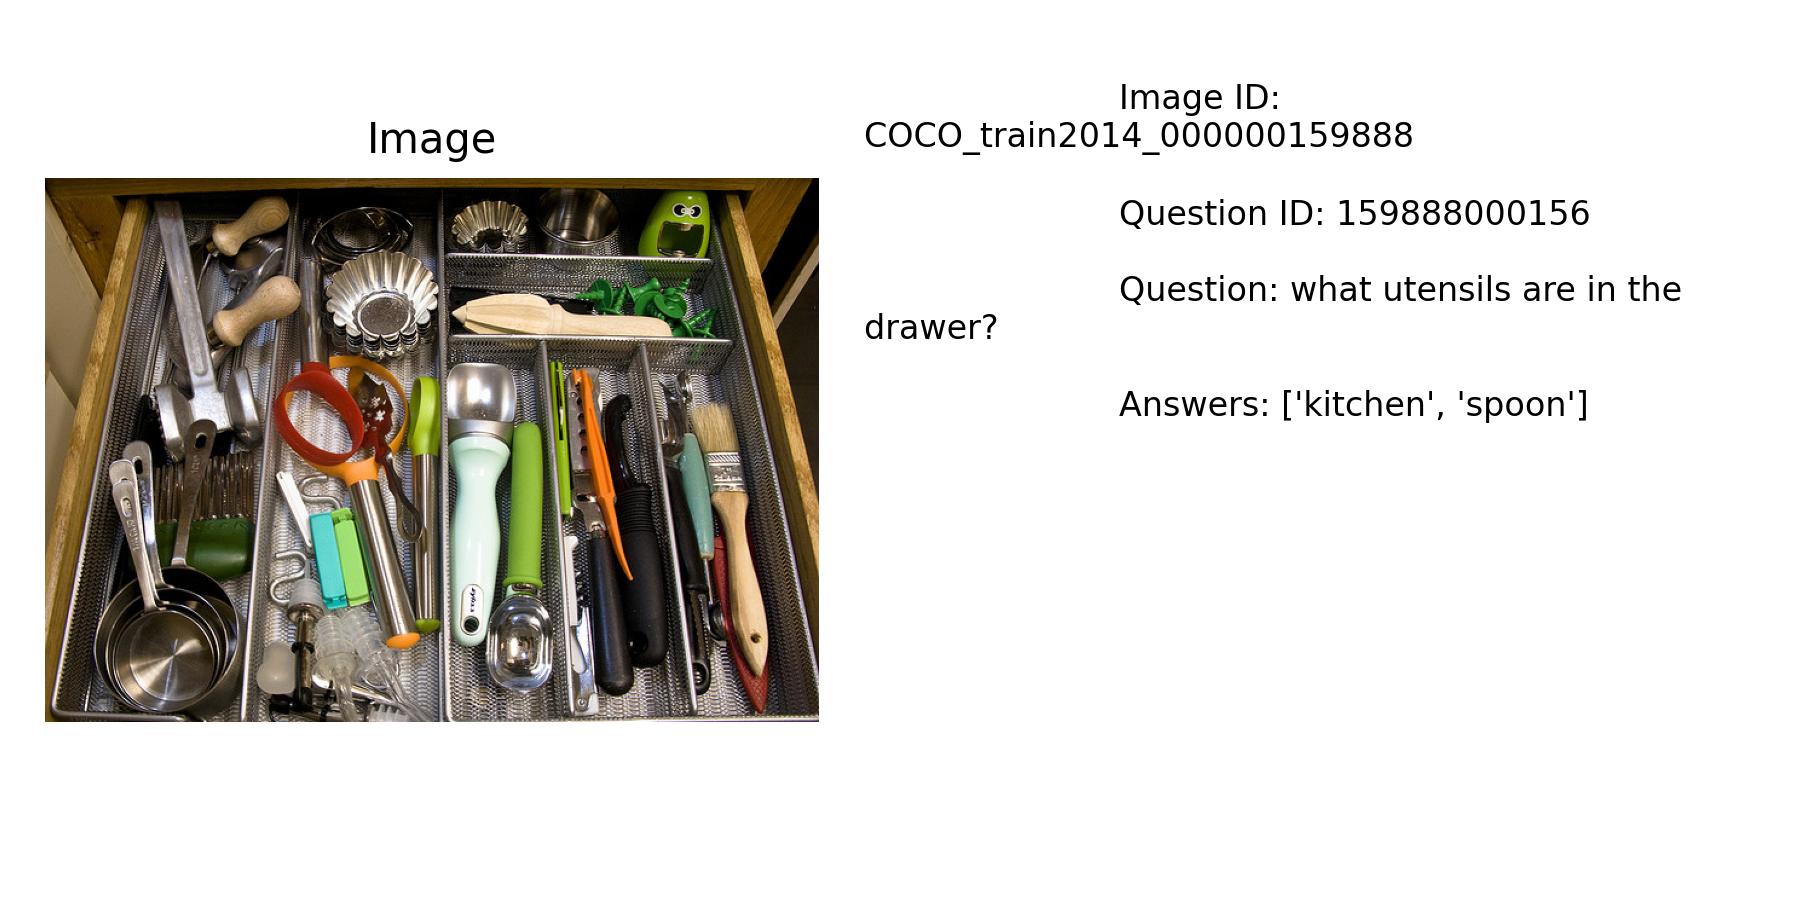 Image
Image ID:
COCO_train2014_000000159888
Question ID: 159888000156
Question: what utensils are in the
drawer?
Answers: ['kitchen', 'spoon']